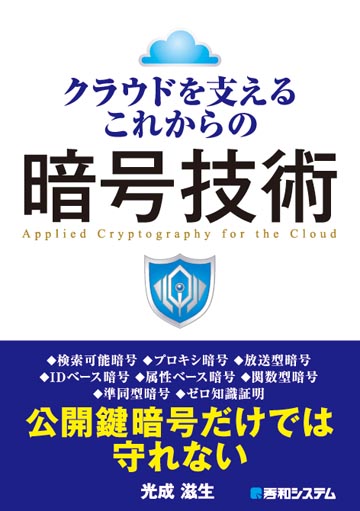 クラウドを支える
これからの
暗号技術
Applied Cryptography for the Cloud
◆検索可能暗号 ◆プロキシ暗号 ◆放送型暗号
◆IDベース暗号 ◆属性ベース暗号 ◆関数型暗号
◆準同型暗号 ◆ゼロ知識証明
公開鍵暗号だけでは
守れない
光成 滋生
秀和システム